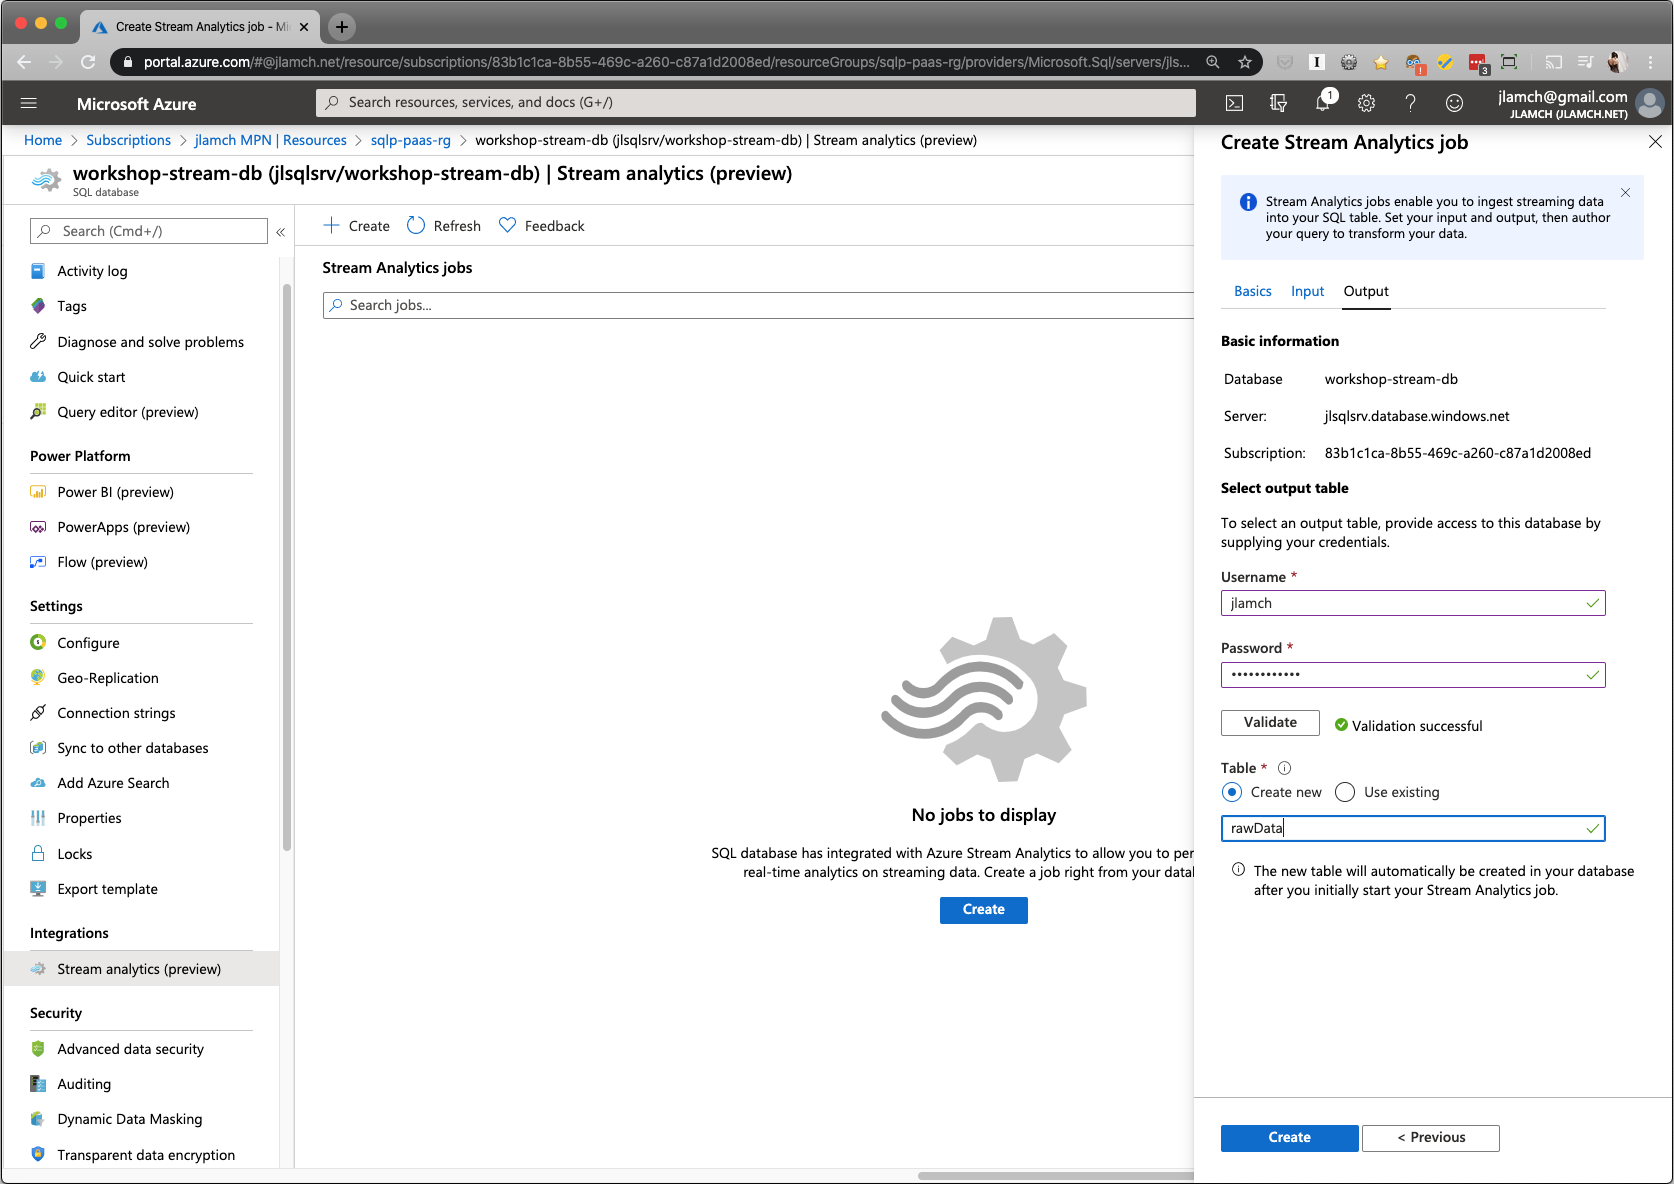 Create Stream Analytics job - Mi
portal.azure.com/#@jlamch.net/resource/subscriptions/83b1c1ca-8b55-469c-a260-c87a1d2008ed/resourceGroups/sqlp-paas-rg/providers/Microsoft.Sql/servers/jls...
3
Microsoft Azure
Search resources, services, and docs (G+/)
1
jlamch@gmail.com
JLAMCH (JLAMCH.NET)
Home > Subscriptions > jlamch MPN | Resources > sqlp-paas-rg > workshop-stream-db (jlsqlsrv/workshop-stream-db) | Stream analytics (preview)
workshop-stream-db (jlsqlsrv/workshop-stream-db) | Stream analytics (preview)
SQL database
Search (Cmd+/)
«
Activity log
Tags
Diagnose and solve problems
Quick start
Query editor (preview)
Power Platform
Power BI (preview)
PowerApps (preview)
Flow (preview)
Settings
Configure
Geo-Replication
Connection strings
Sync to other databases
Add Azure Search
Properties
Locks
Export template
Integrations
Stream analytics (preview)
Security
Advanced data security
Auditing
Dynamic Data Masking
Transparent data encryption
Create
Refresh
Feedback
Stream Analytics jobs
Search jobs...
No jobs to display
SQL database has integrated with Azure Stream Analytics to allow you to per
real-time analytics on streaming data. Create a job right from your datal
Create
Create Stream Analytics job
Stream Analytics jobs enable you to ingest streaming data
into your SQL table. Set your input and output, then author
your query to transform your data.
Basics Input Output
Basic information
Database workshop-stream-db
Server: jlsqlsrv.database.windows.net
Subscription: 83b1c1ca-8b55-469c-a260-c87a1d2008ed
Select output table
To select an output table, provide access to this database by
supplying your credentials.
Username *
jlamch
Password *
••••••••••••
Validate
Validation successful
Table *
Create new Use existing
rawData
The new table will automatically be created in your database
after you initially start your Stream Analytics job.
Create
< Previous